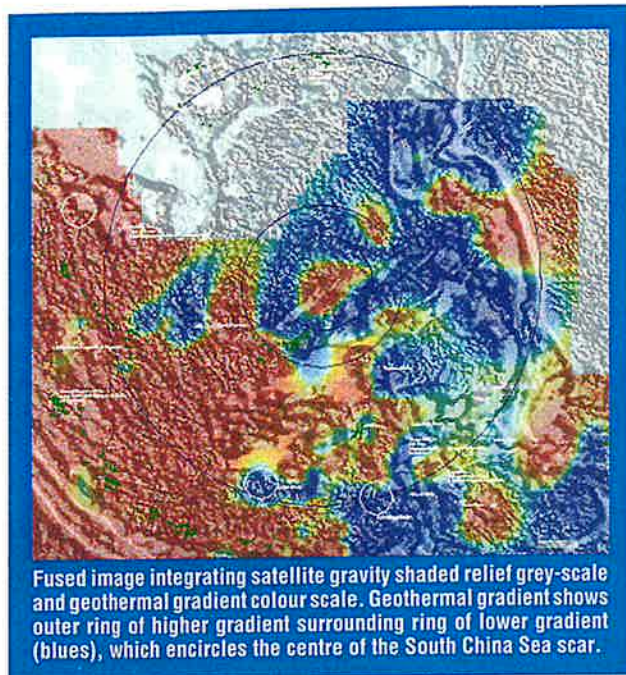 Fused image integrating satellite gravity shaded relief grey-scale
and geothermal gradient colour scale. Geothermal gradient shows
outer ring of higher gradient surrounding ring of lower gradient
(blues), which encircles the centre of the South China Sea scar.